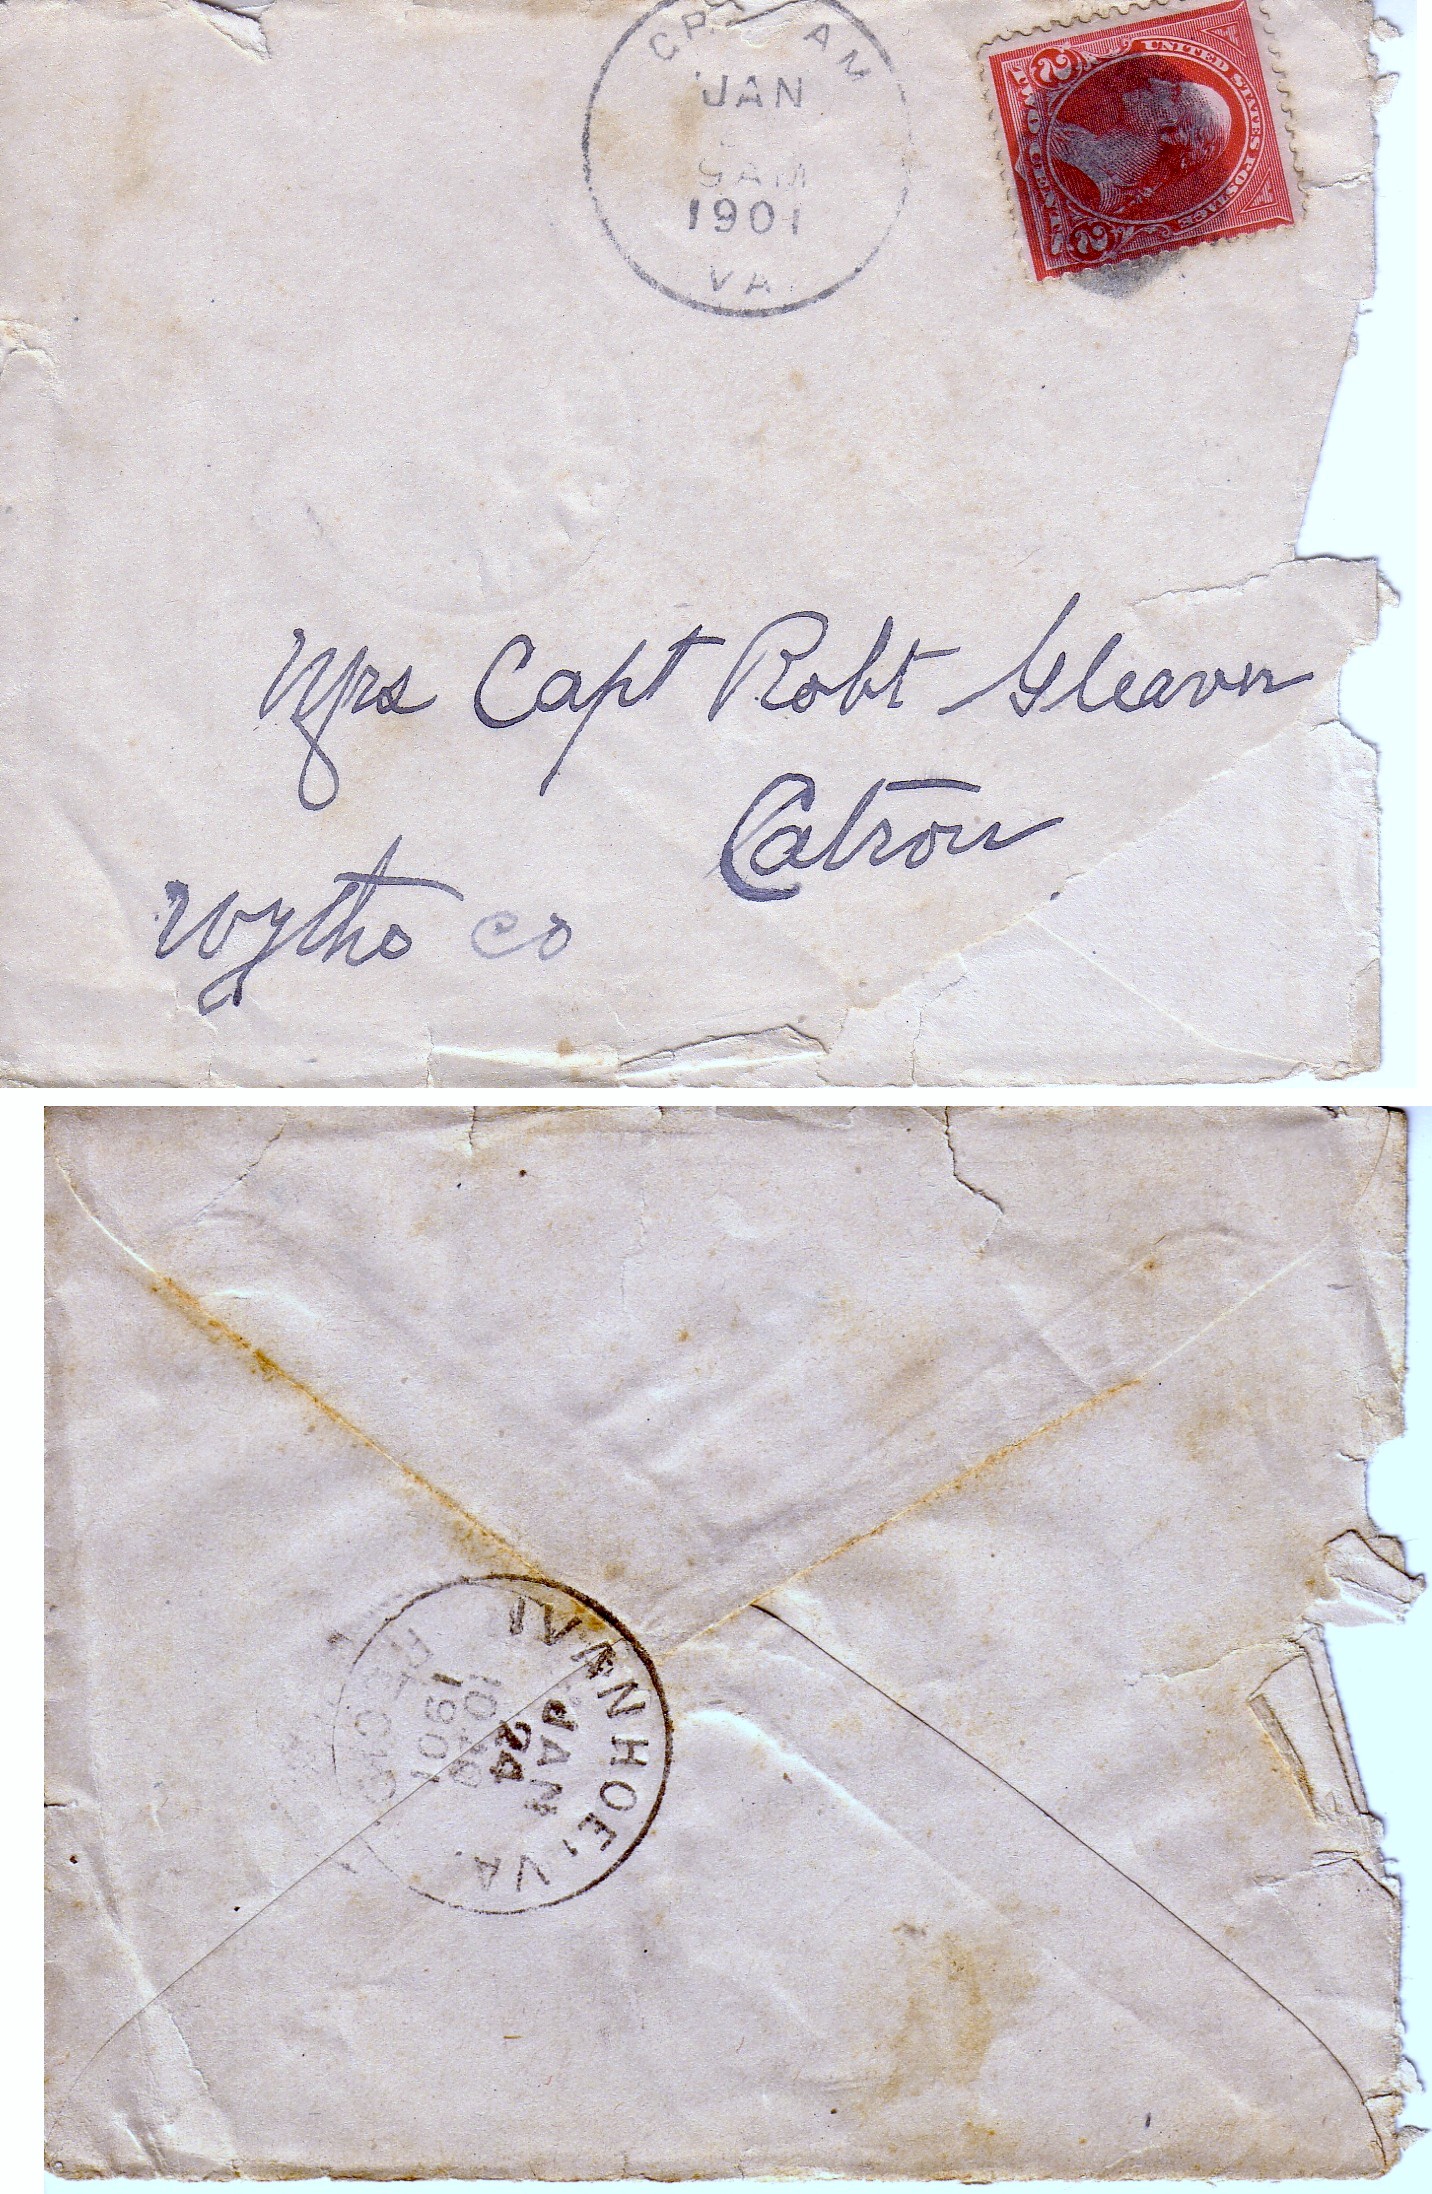 JAN
9 AM
1901
VA.
UNITED STATES POSTAGE
2 2
TWO CENTS
Mrs Capt Robt Gleaver
Catron
Wythe co
IVANHOE, VA.
JAN
24
1901
REC'D.